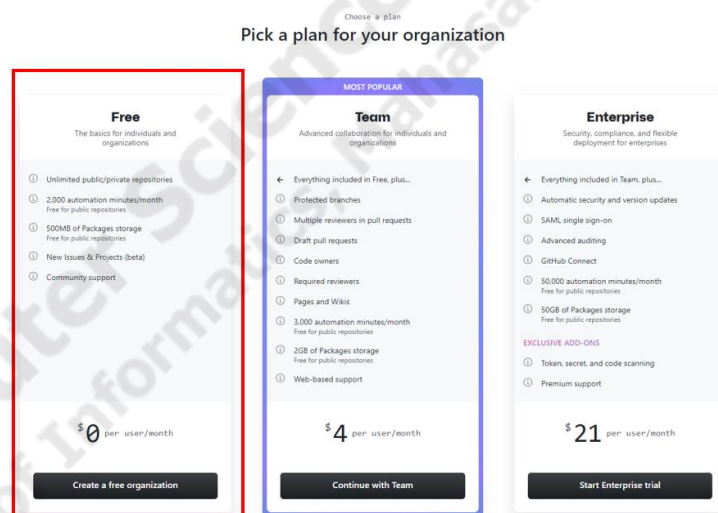 Choose a plan
Pick a plan for your organization
Free
The basics for individuals and
organizations
Unlimited public/private repositories
2,000 automation minutes/month
Free for public repositories
500MB of Packages storage
Free for public repositories
New Issues & Projects (beta)
Community support
$0 per user/month
Create a free organization
MOST POPULAR
Team
Advanced collaboration for individuals and
organizations
← Everything included in Free, plus...
Protected branches
Multiple reviewers in pull requests
Draft pull requests
Code owners
Required reviewers
Pages and Wikis
3,000 automation minutes/month
Free for public repositories
2GB of Packages storage
Free for public repositories
Web-based support
$4 per user/month
Continue with Team
Enterprise
Security, compliance, and flexible
deployment for enterprises
← Everything included in Team, plus...
Automatic security and version updates
SAML single sign-on
Advanced auditing
GitHub Connect
50,000 automation minutes/month
Free for public repositories
50GB of Packages storage
Free for public repositories
EXCLUSIVE ADD-ONS
Token, secret, and code scanning
Premium support
$21 per user/month
Start Enterprise trial